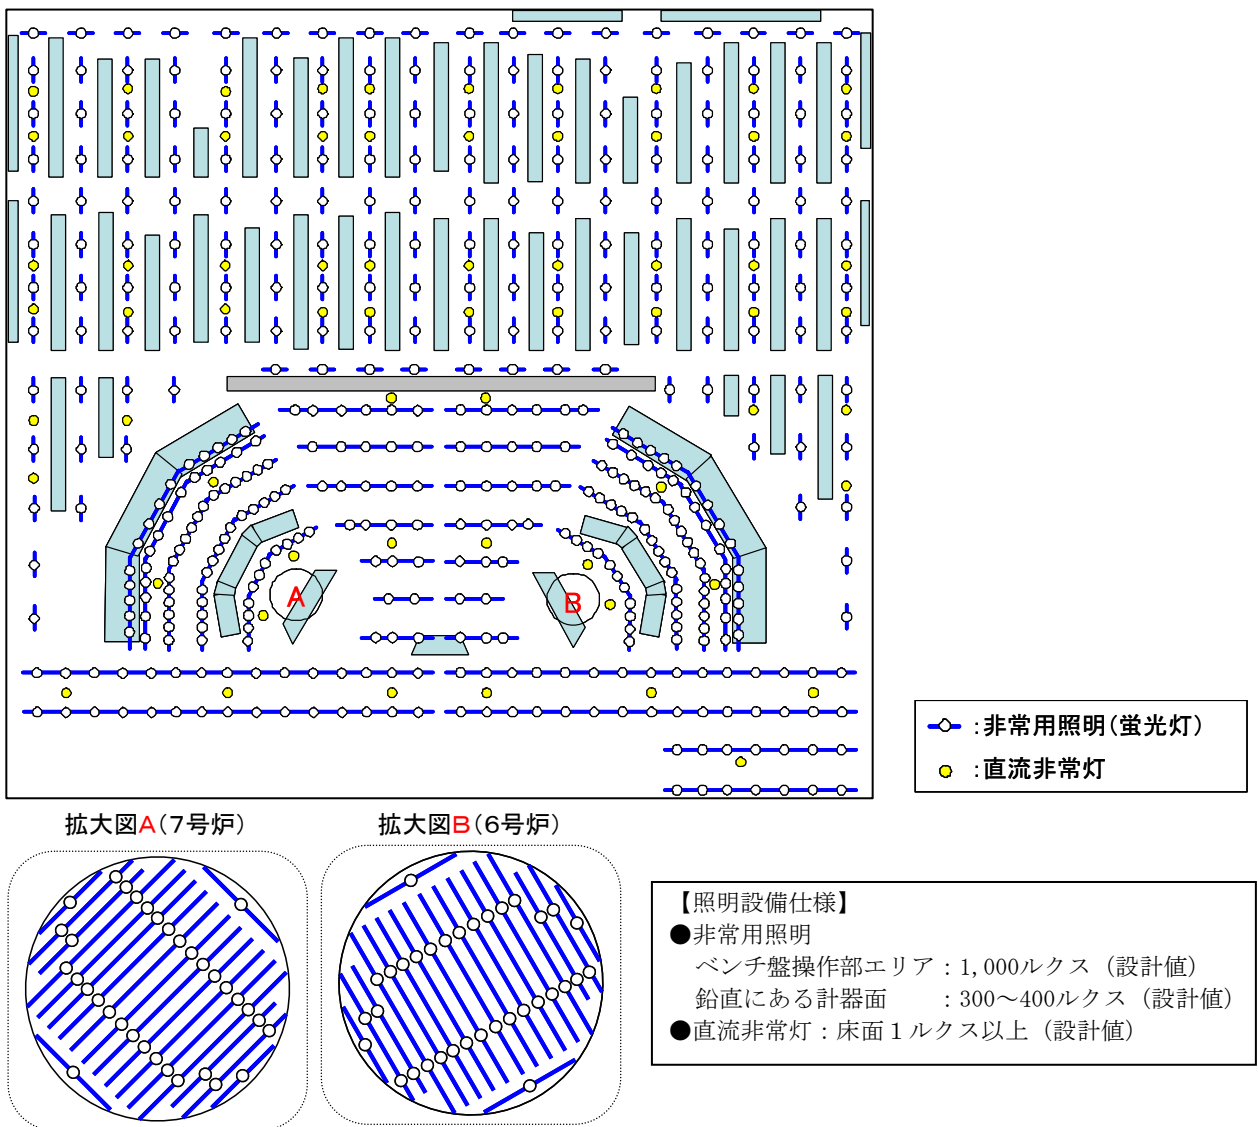 A
B
：非常用照明（蛍光灯）
：直流非常灯
拡大図A（７号炉）
拡大図B（６号炉）
【照明設備仕様】
●非常用照明
ベンチ盤操作部エリア：1,000ルクス（設計値）
鉛直にある計器面　　：300～400ルクス（設計値）
●直流非常灯：床面１ルクス以上（設計値）